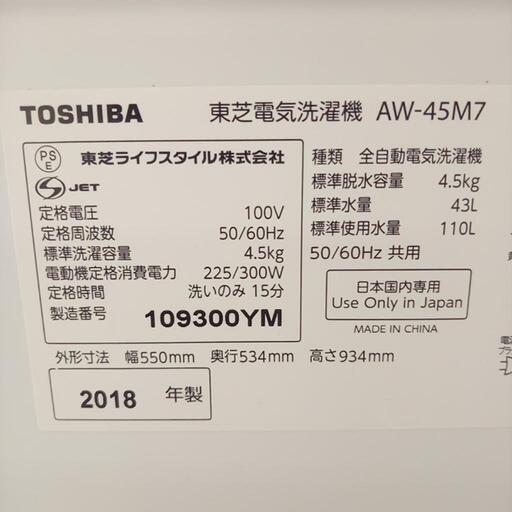 TOSHIBA 東芝電気洗濯機 AW-45M7
PS
E
東芝ライフスタイル株式会社
S JET
定格電圧 100V
定格周波数 50/60Hz
標準洗濯容量 4.5kg
電動機定格消費電力 225/300W
定格時間 洗いのみ 15分
製造番号 109300YM
種類 全自動電気洗濯機
標準脱水容量 4.5kg
標準水量 43L
標準使用水量 110L
50/60Hz 共用
日本国内専用
Use Only in Japan
MADE IN CHINA
外形寸法 幅550mm 奥行534mm 高さ934mm
2018 年製